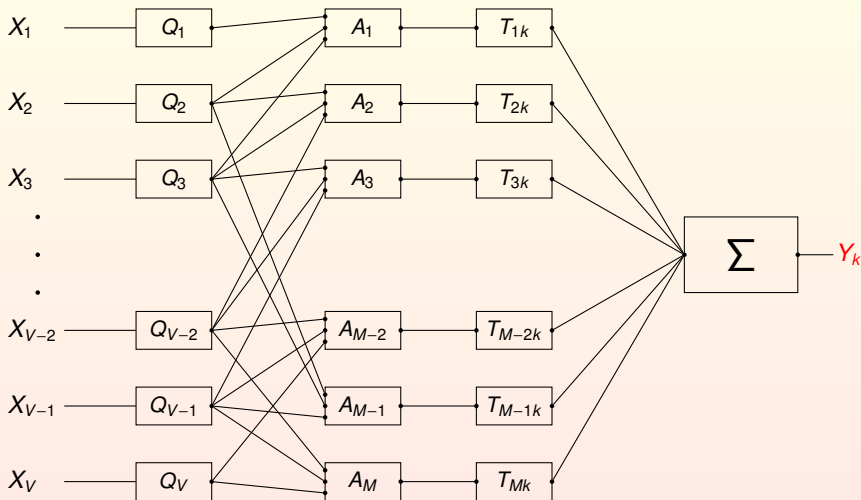 X1 Q1 A1 T1k
X2 Q2 A2 T2k
X3 Q3 A3 T3k
Σ Yk
XV−2 QV−2 AM−2 TM−2k
XV−1 QV−1 AM−1 TM−1k
XV QV AM TMk